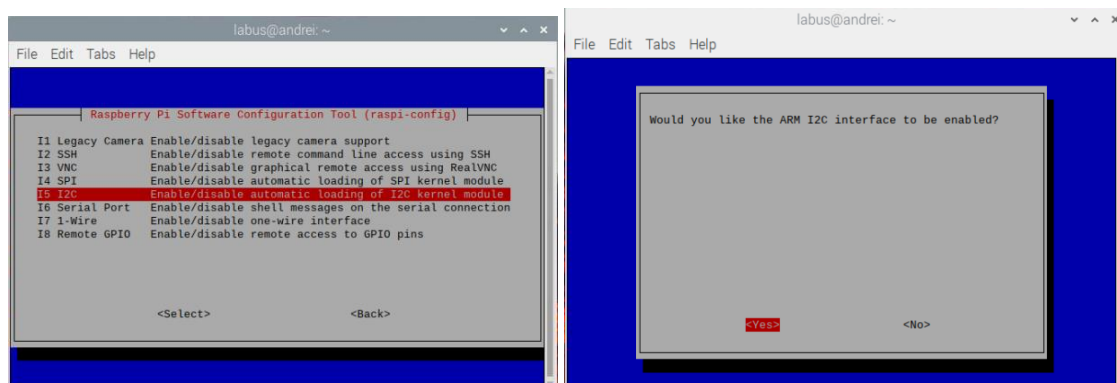 labus@andrei: ~
File Edit Tabs Help
Raspberry Pi Software Configuration Tool (raspi-config)
I1 Legacy Camera Enable/disable legacy camera support
I2 SSH Enable/disable remote command line access using SSH
I3 VNC Enable/disable graphical remote access using RealVNC
I4 SPI Enable/disable automatic loading of SPI kernel module
I5 I2C Enable/disable automatic loading of I2C kernel module
I6 Serial Port Enable/disable shell messages on the serial connection
I7 1-Wire Enable/disable one-wire interface
I8 Remote GPIO Enable/disable remote access to GPIO pins
<Select> <Back>
labus@andrei: ~
File Edit Tabs Help
Would you like the ARM I2C interface to be enabled?
<Yes> <No>